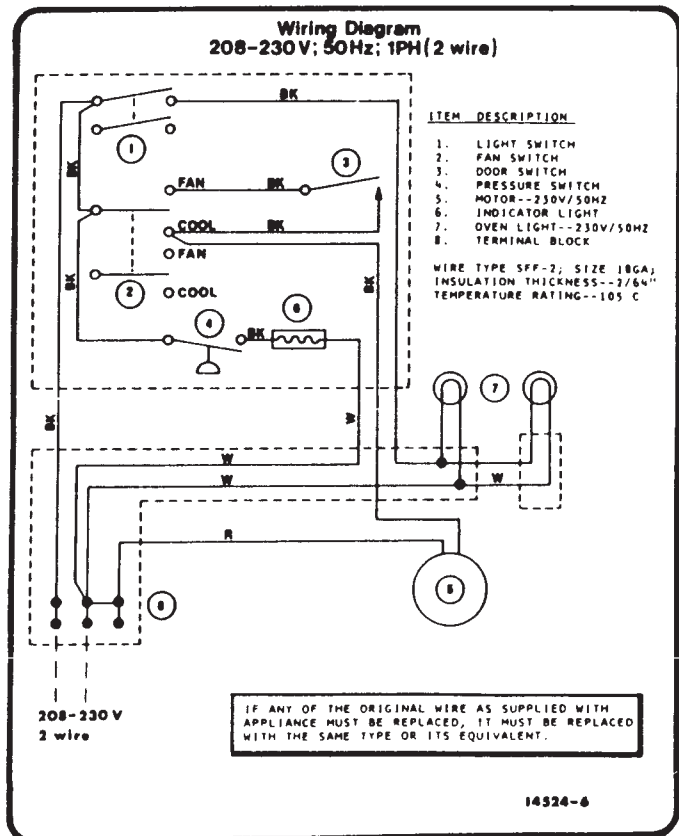 Wiring Diagram
208-230V; 50Hz; 1PH(2 wire)
BK
ITEM DESCRIPTION
1. LIGHT SWITCH
2. FAN SWITCH
3. DOOR SWITCH
4. PRESSURE SWITCH
5. MOTOR--230V/50HZ
6. INDICATOR LIGHT
7. OVEN LIGHT--230V/50HZ
8. TERMINAL BLOCK
WIRE TYPE SFF-2; SIZE 18GA;
INSULATION THICKNESS--2/64"
TEMPERATURE RATING--105 C
1
3
BK
FAN BK
COOL BK
FAN
BK
BK
2
COOL
4
6
BK
7
BK
W
W
W
W
R
5
8
208-230 V
2 wire
IF ANY OF THE ORIGINAL WIRE AS SUPPLIED WITH
APPLIANCE MUST BE REPLACED, IT MUST BE REPLACED
WITH THE SAME TYPE OR ITS EQUIVALENT.
14524-6